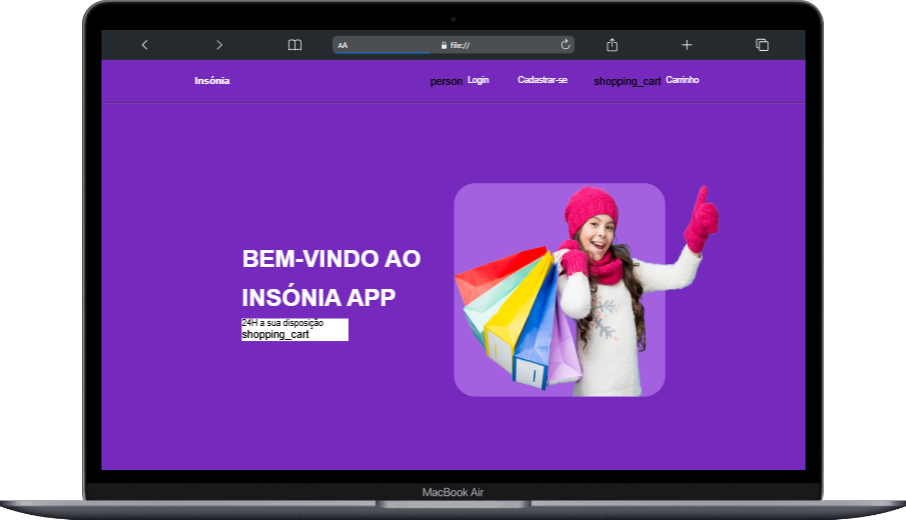 AA file://
Insónia person Login Cadastrar-se shopping_cart Carrinho
BEM-VINDO AO
INSÓNIA APP
24H a sua disposição
shopping_cart
MacBook Air